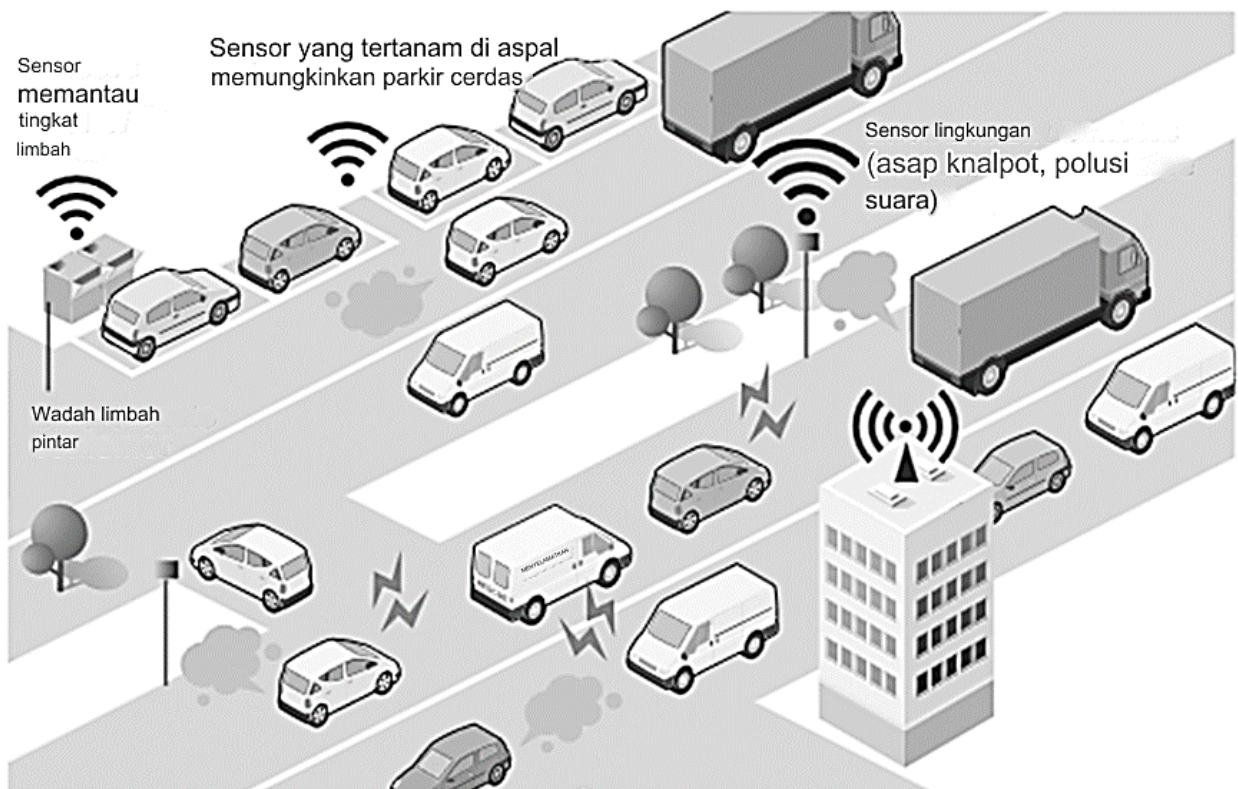 Sensor
memantau
tingkat
limbah
Sensor yang tertanam di aspal
memungkinkan parkir cerdas
Sensor lingkungan
(asap knalpot, polusi
suara)
Wadah limbah
pintar
MENYELAMATKAN